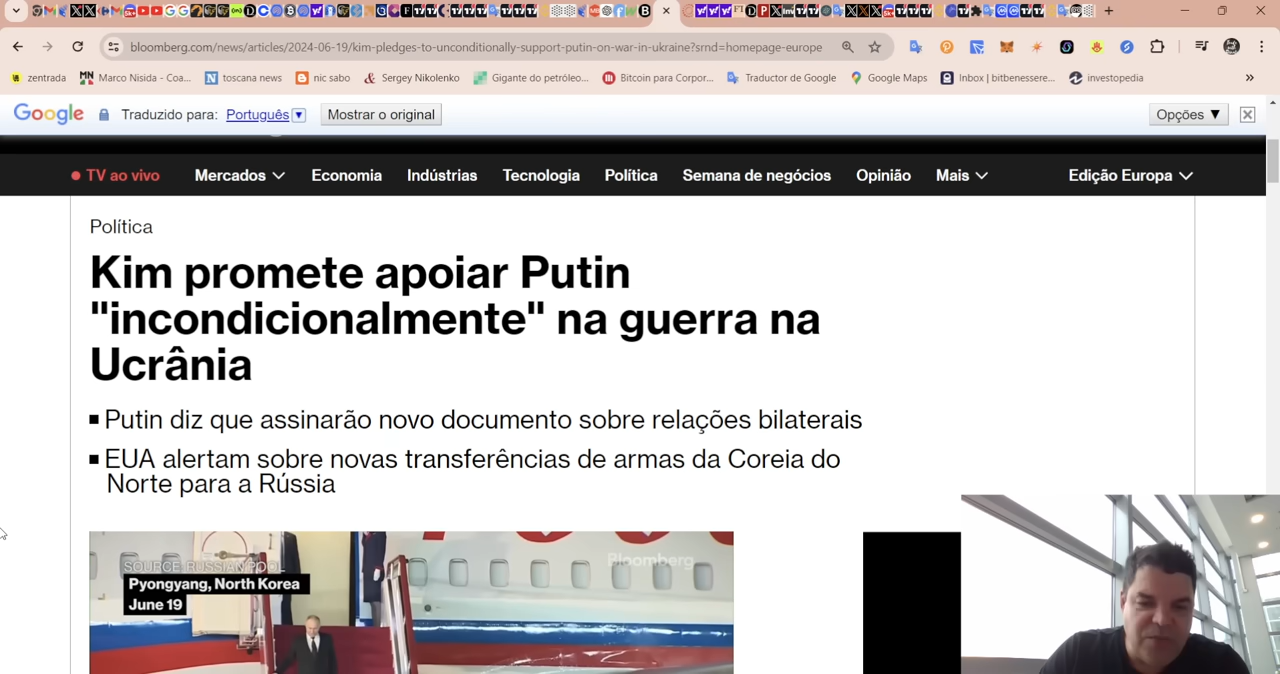 bloomberg.com/news/articles/2024-06-19/kim-pledges-to-unconditionally-support-putin-on-war-in-ukraine?srnd=homepage-europe
zentrada
Marco Nisida - Coa...
toscana news
nic sabo
Sergey Nikolenko
Gigante do petróleo...
Bitcoin para Corpor...
Traductor de Google
Google Maps
Inbox | bitbenessere...
investopedia
Google
Traduzido para:
Português
Mostrar o original
Opções ▼
TV ao vivo
Mercados
Economia
Indústrias
Tecnologia
Política
Semana de negócios
Opinião
Mais
Edição Europa
Política
Kim promete apoiar Putin
"incondicionalmente" na guerra na
Ucrânia
Putin diz que assinarão novo documento sobre relações bilaterais
EUA alertam sobre novas transferências de armas da Coreia do
Norte para a Rússia
Bloomberg
SOURCE: RUSSIAN POOL
Pyongyang, North Korea
June 19